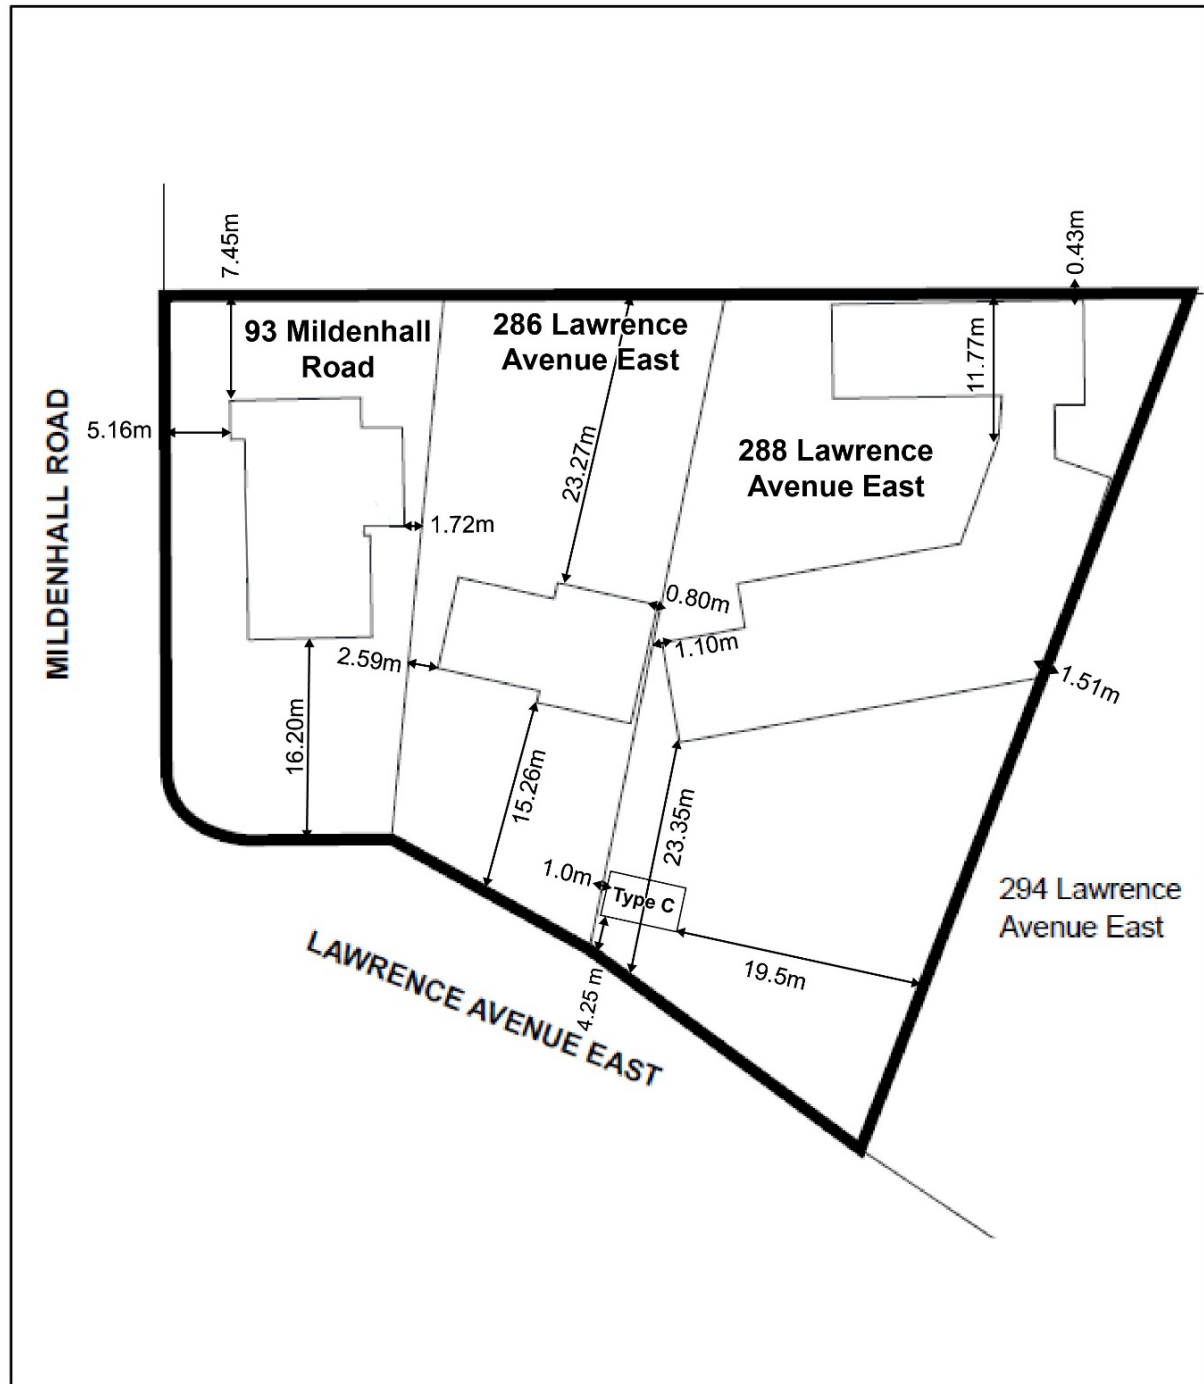 7.45m
0.43m
93 Mildenhall
Road
286 Lawrence
Avenue East
11.77m
5.16m
MILDENHALL ROAD
23.27m
288 Lawrence
Avenue East
1.72m
0.80m
1.10m
2.59m
1.51m
16.20m
15.26m
23.35m
1.0m
Type C
294 Lawrence
Avenue East
19.5m
4.25 m
LAWRENCE AVENUE EAST